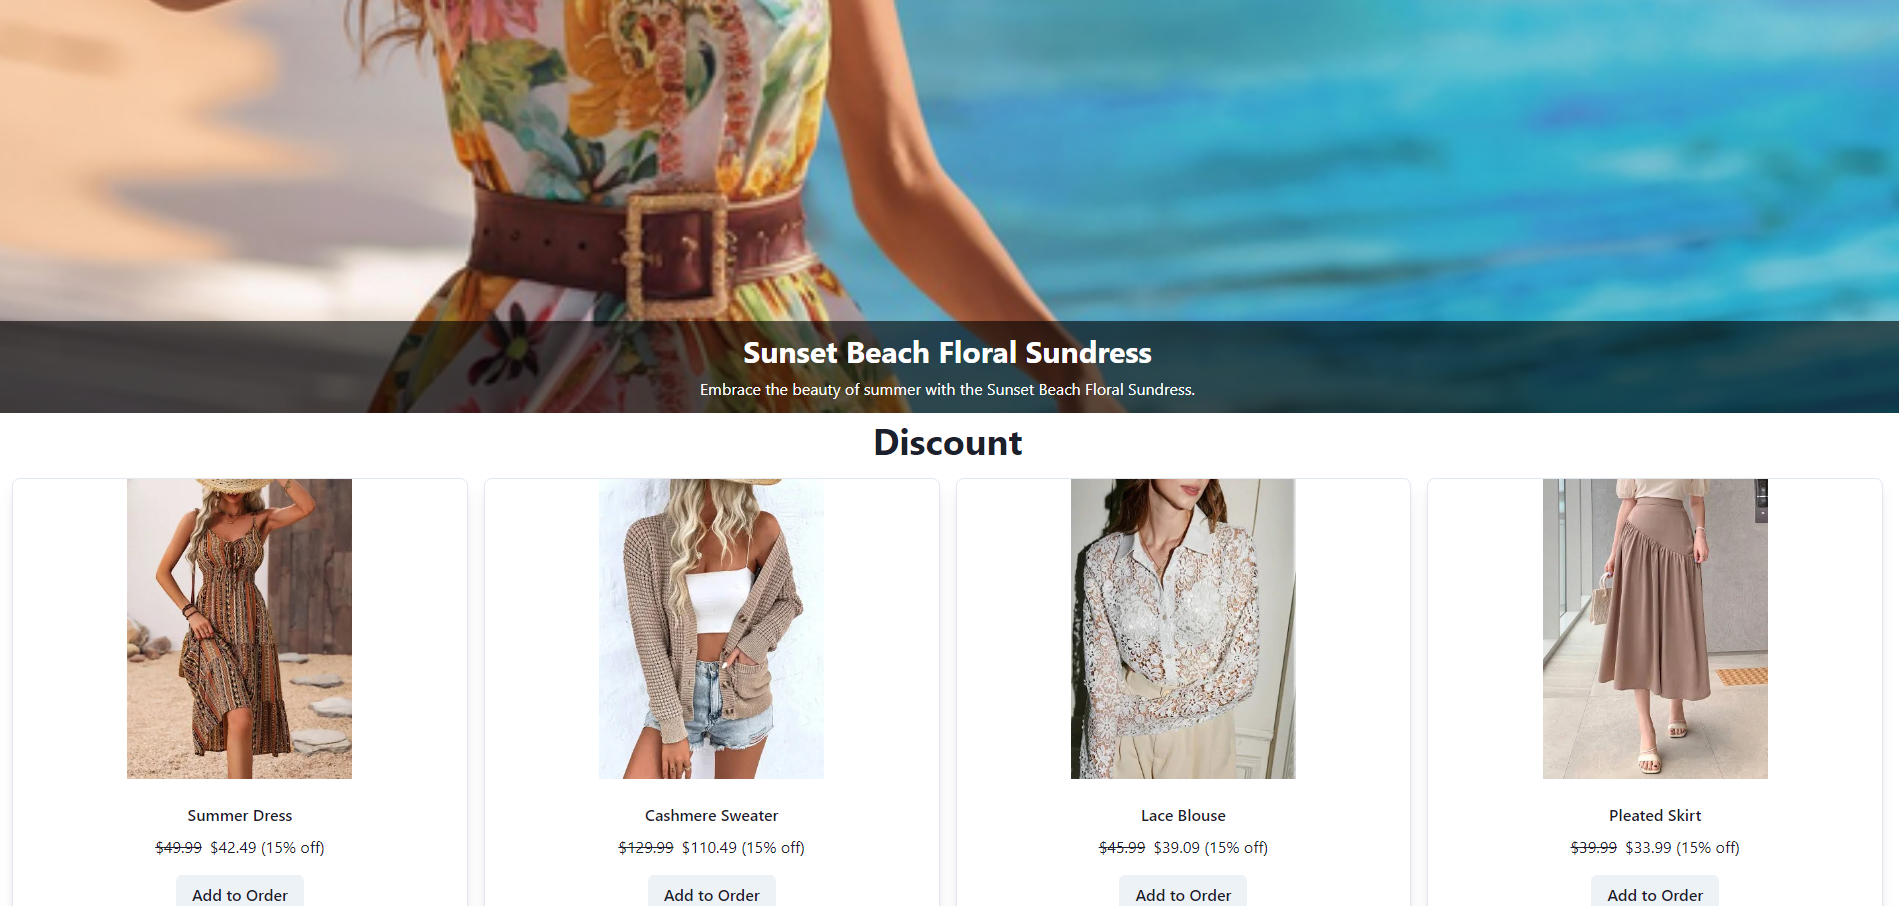 Sunset Beach Floral Sundress
Embrace the beauty of summer with the Sunset Beach Floral Sundress.
Discount
Summer Dress
$49.99 $42.49 (15% off)
Add to Order
Cashmere Sweater
$129.99 $110.49 (15% off)
Add to Order
Lace Blouse
$45.99 $39.09 (15% off)
Add to Order
Pleated Skirt
$39.99 $33.99 (15% off)
Add to Order